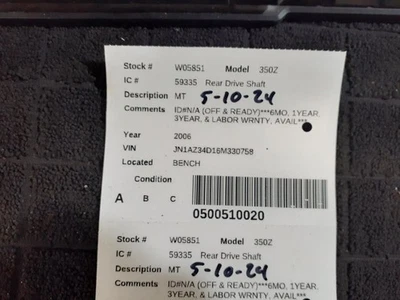 Stock # W05851 Model 350Z
IC # 59335 Rear Drive Shaft
Description MT 5-10-24
Comments ID#N/A (OFF & READY)***6MO, 1YEAR,
3YEAR, & LABOR WRNTY, AVAIL***
Year 2006
VIN JN1AZ34D16M330758
Located BENCH
Condition
A B C
0500510020
Stock # W05851 Model 350Z
IC # 59335 Rear Drive Shaft
Description MT 5-10-24
Comments ID#N/A (OFF & READY)***6MO, 1YEAR,
3YEAR, & LABOR WRNTY, AVAIL***